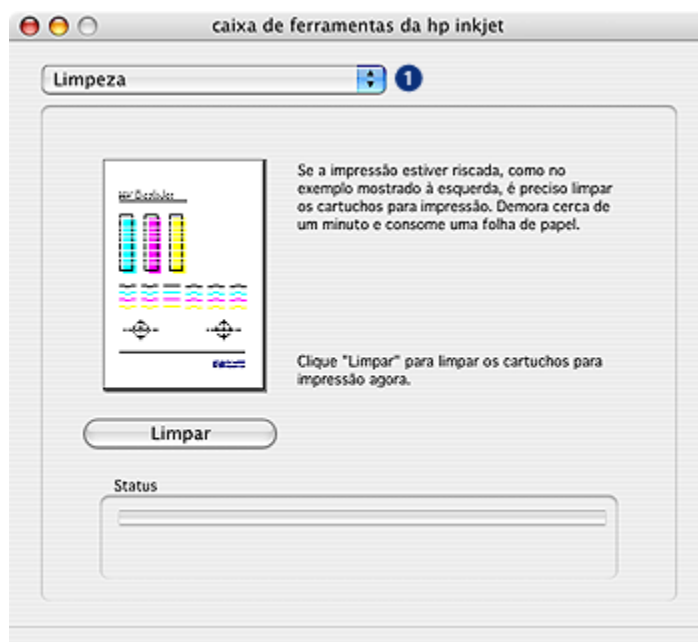 caixa de ferramentas da hp inkjet
Limpeza
1
Se a impressão estiver riscada, como no
exemplo mostrado à esquerda, é preciso limpar
os cartuchos para impressão. Demora cerca de
um minuto e consome uma folha de papel.
Clique "Limpar" para limpar os cartuchos para
impressão agora.
Limpar
Status